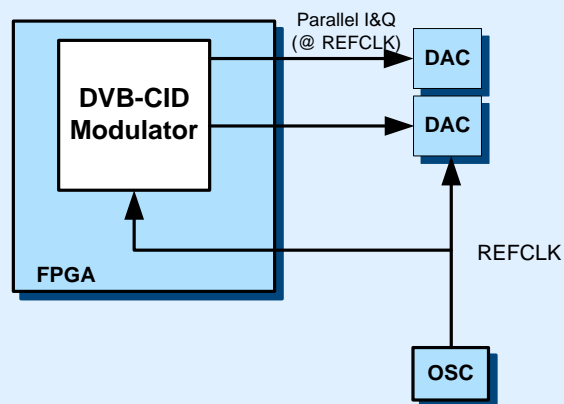 Parallel I&Q
(@ REFCLK)
DAC
DVB-CID
Modulator
DAC
REFCLK
FPGA
OSC